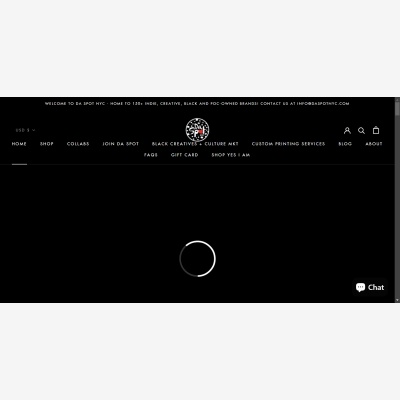 WELCOME TO DA SPOT NYC - HOME TO 150+ INDIE, CREATIVE, BLACK AND POC-OWNED BRANDS! CONTACT US AT INFO@DASPOTNYC.COM
USD $
HOME SHOP COLLABS JOIN DA SPOT BLACK CREATIVES + CULTURE MKT CUSTOM PRINTING SERVICES BLOG ABOUT
FAQS GIFT CARD SHOP YES I AM
Chat